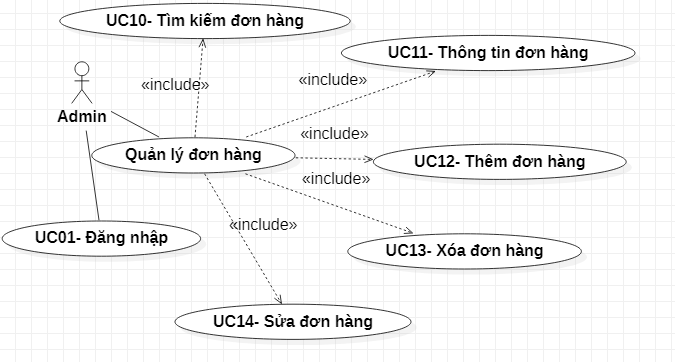 UC10- Tìm kiếm đơn hàng
UC11- Thông tin đơn hàng
«include»
«include»
Admin
«include»
Quản lý đơn hàng
UC12- Thêm đơn hàng
«include»
«include»
UC01- Đăng nhập
UC13- Xóa đơn hàng
UC14- Sửa đơn hàng